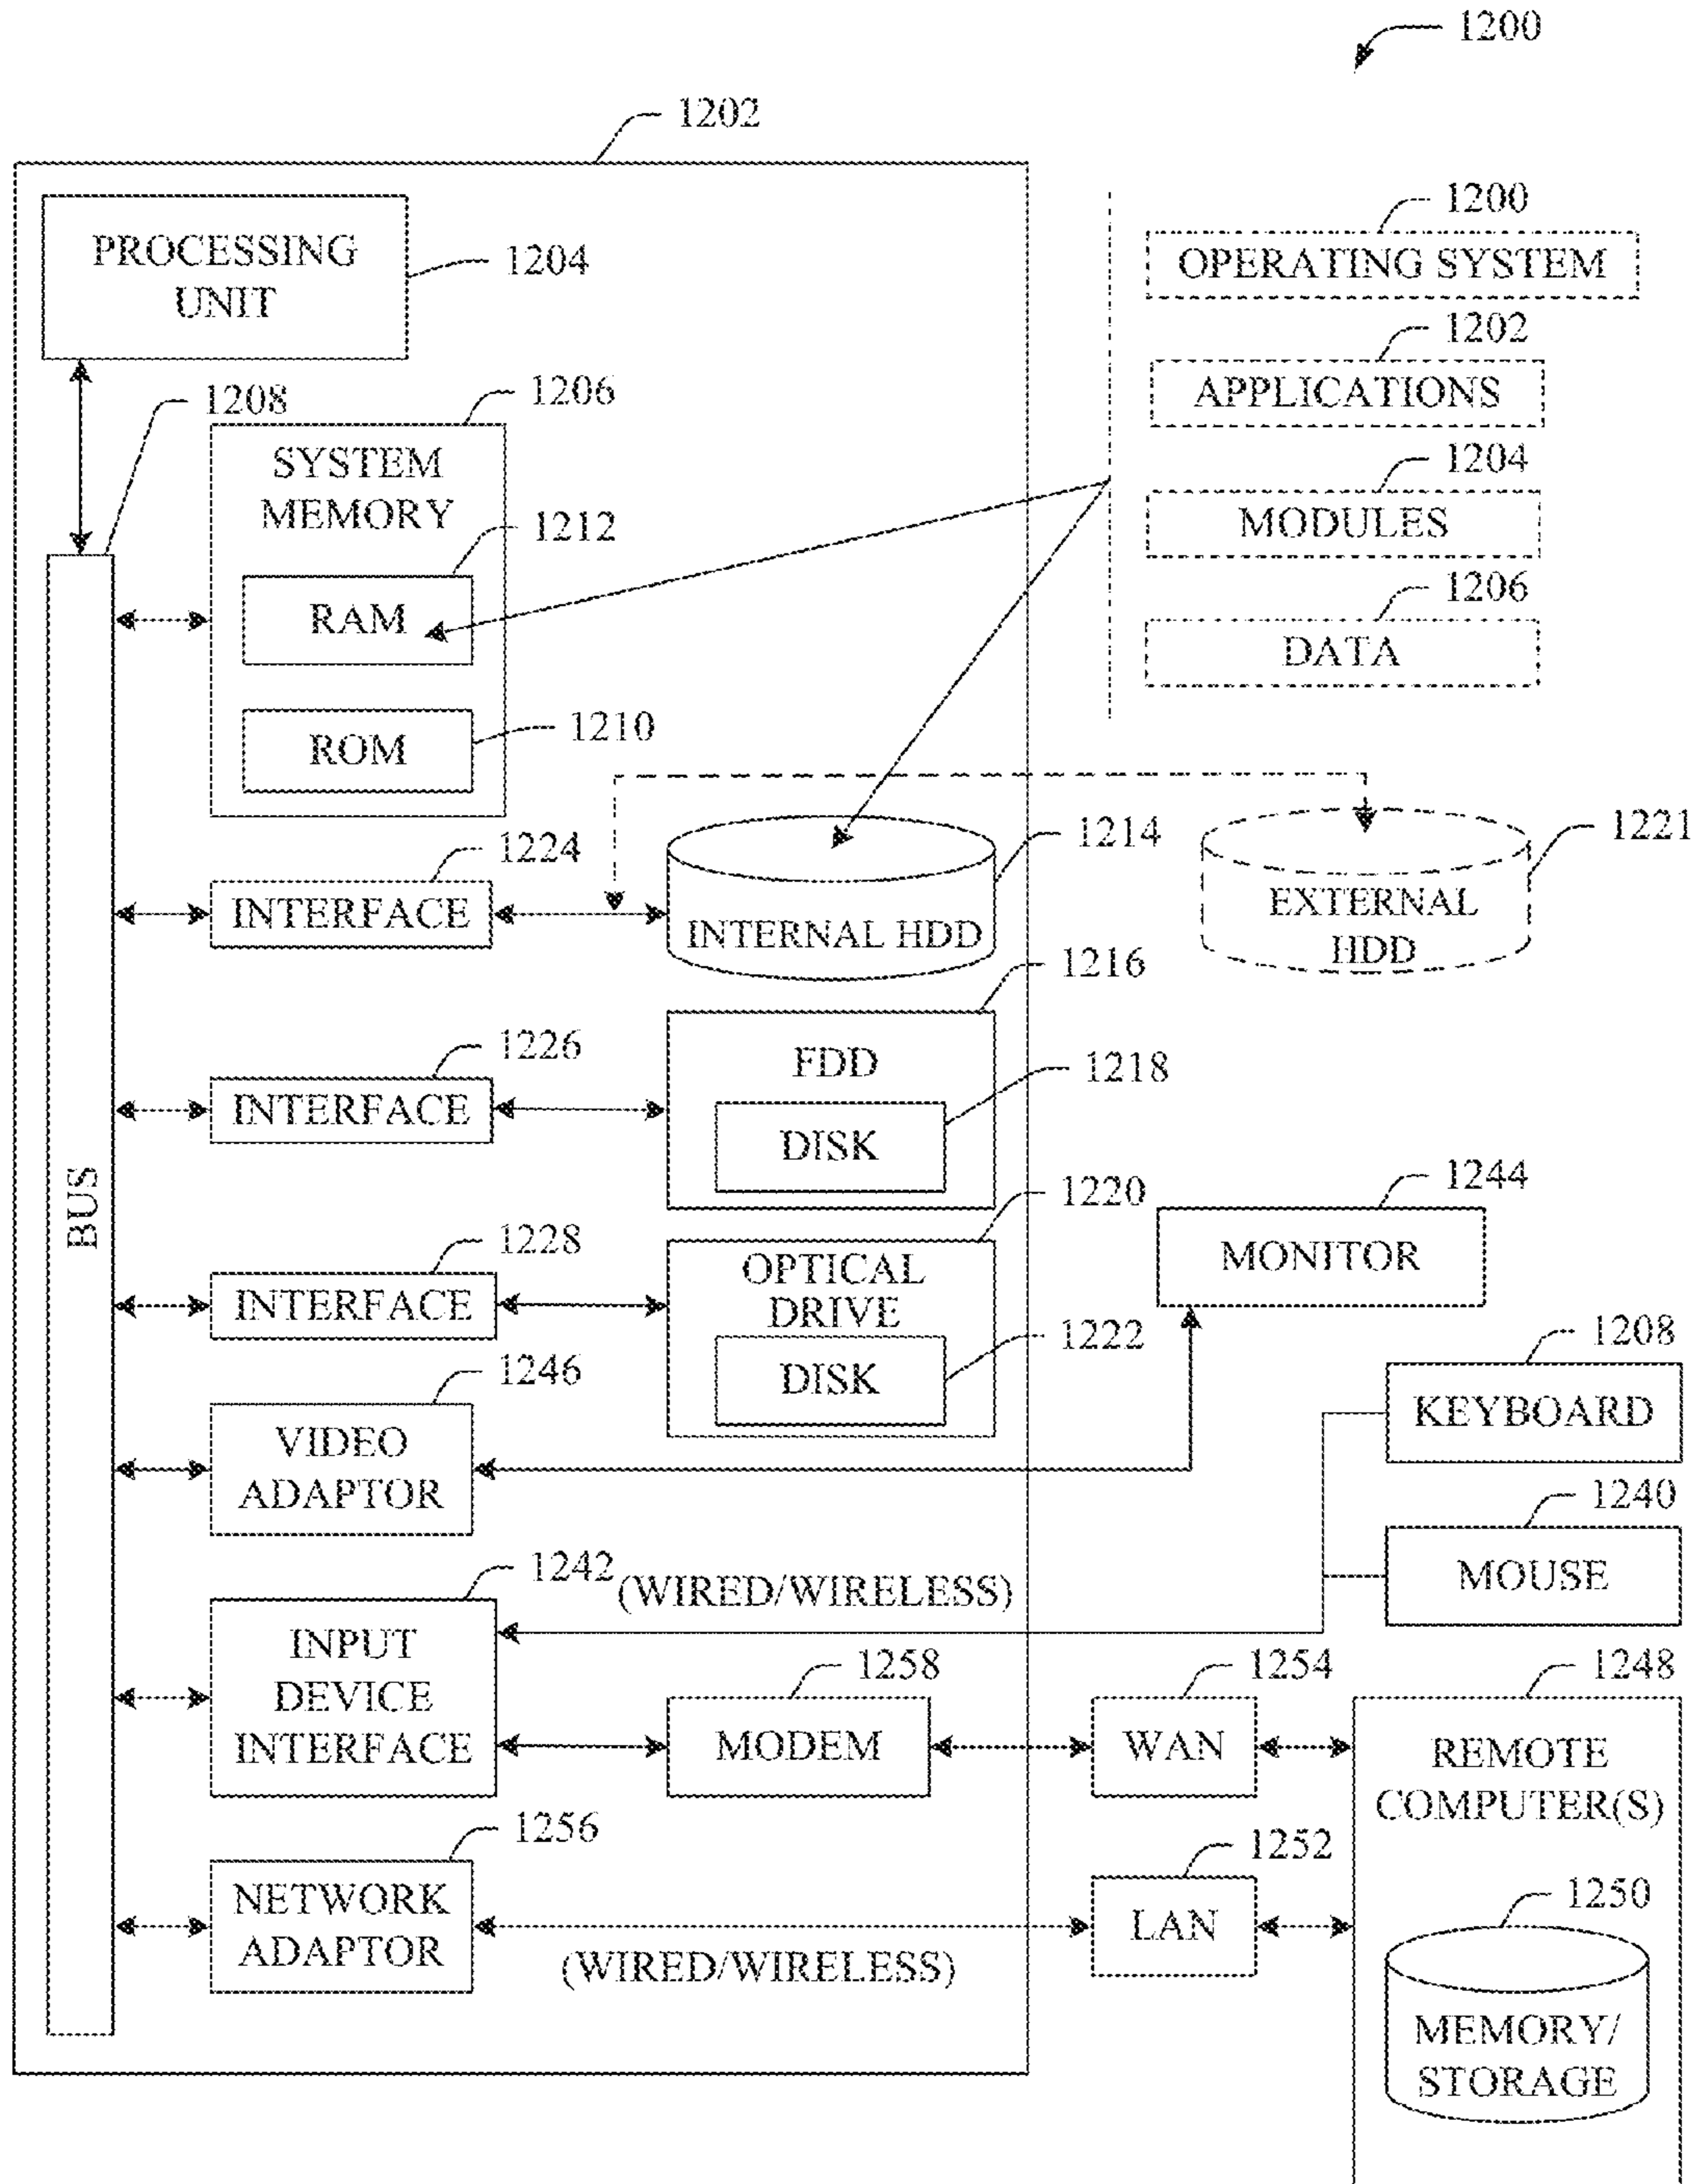 1200
1202
PROCESSING
UNIT
1204
1200
OPERATING SYSTEM
1202
APPLICATIONS
1204
MODULES
1206
DATA
1208
1206
SYSTEM
MEMORY
1212
RAM
1210
ROM
BUS
1224
INTERFACE
1214
INTERNAL HDD
1221
EXTERNAL
HDD
1226
INTERFACE
1216
FDD
1218
DISK
1228
INTERFACE
1220
OPTICAL
DRIVE
1222
DISK
1244
MONITOR
1246
VIDEO
ADAPTOR
1208
KEYBOARD
1240
MOUSE
1242
(WIRED/WIRELESS)
INPUT
DEVICE
INTERFACE
1258
MODEM
1254
WAN
1248
REMOTE
COMPUTER(S)
1256
NETWORK
ADAPTOR
(WIRED/WIRELESS)
1252
LAN
1250
MEMORY/
STORAGE